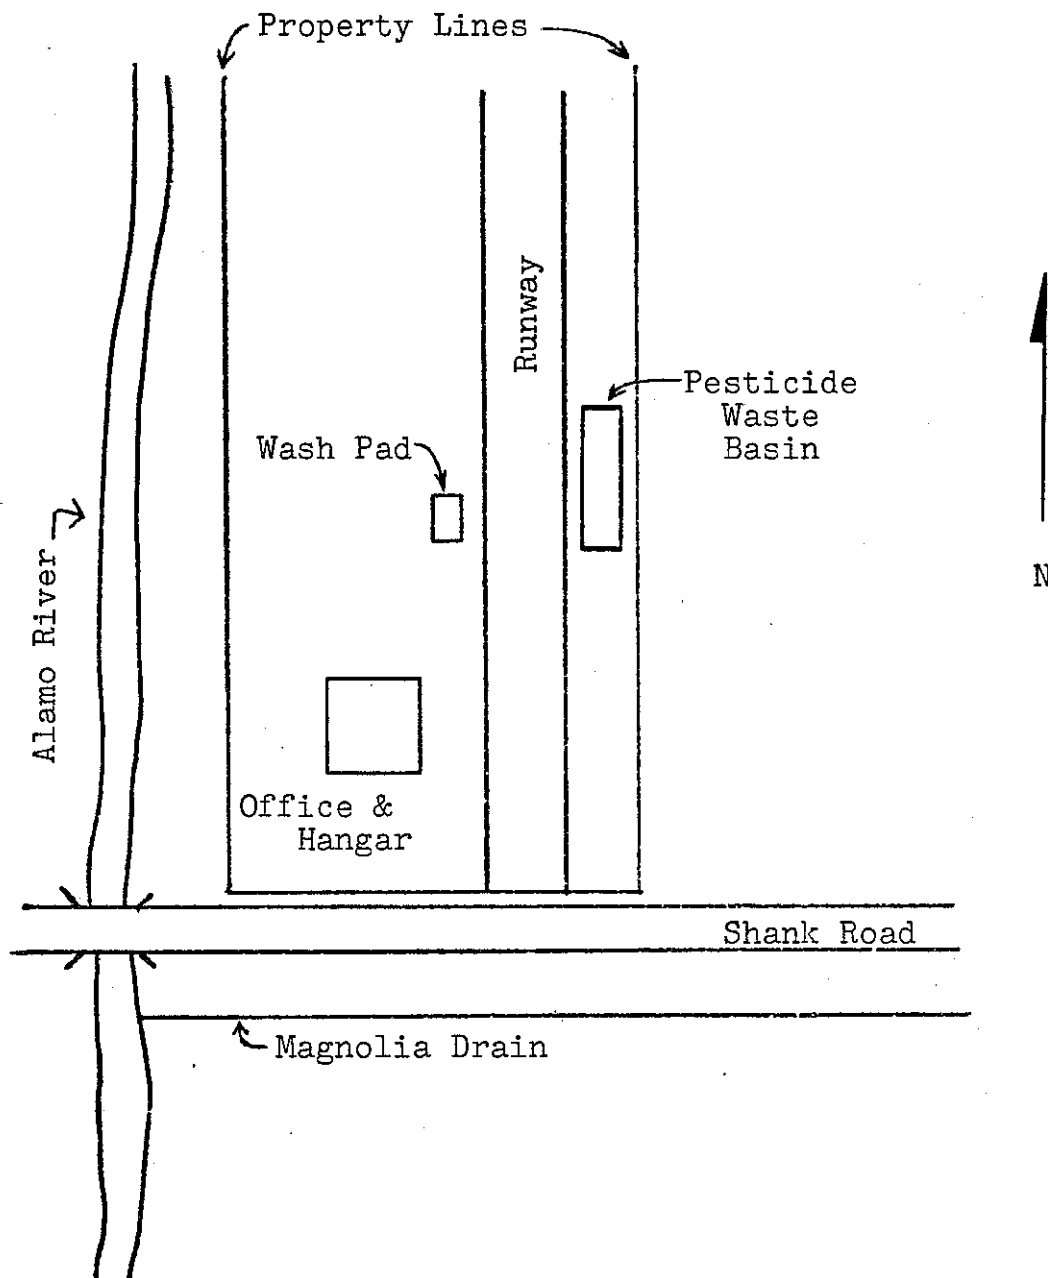 Property Lines
Runway
Pesticide
Waste
Basin
Wash Pad
Alamo River
N
Office &
Hangar
Shank Road
Magnolia Drain